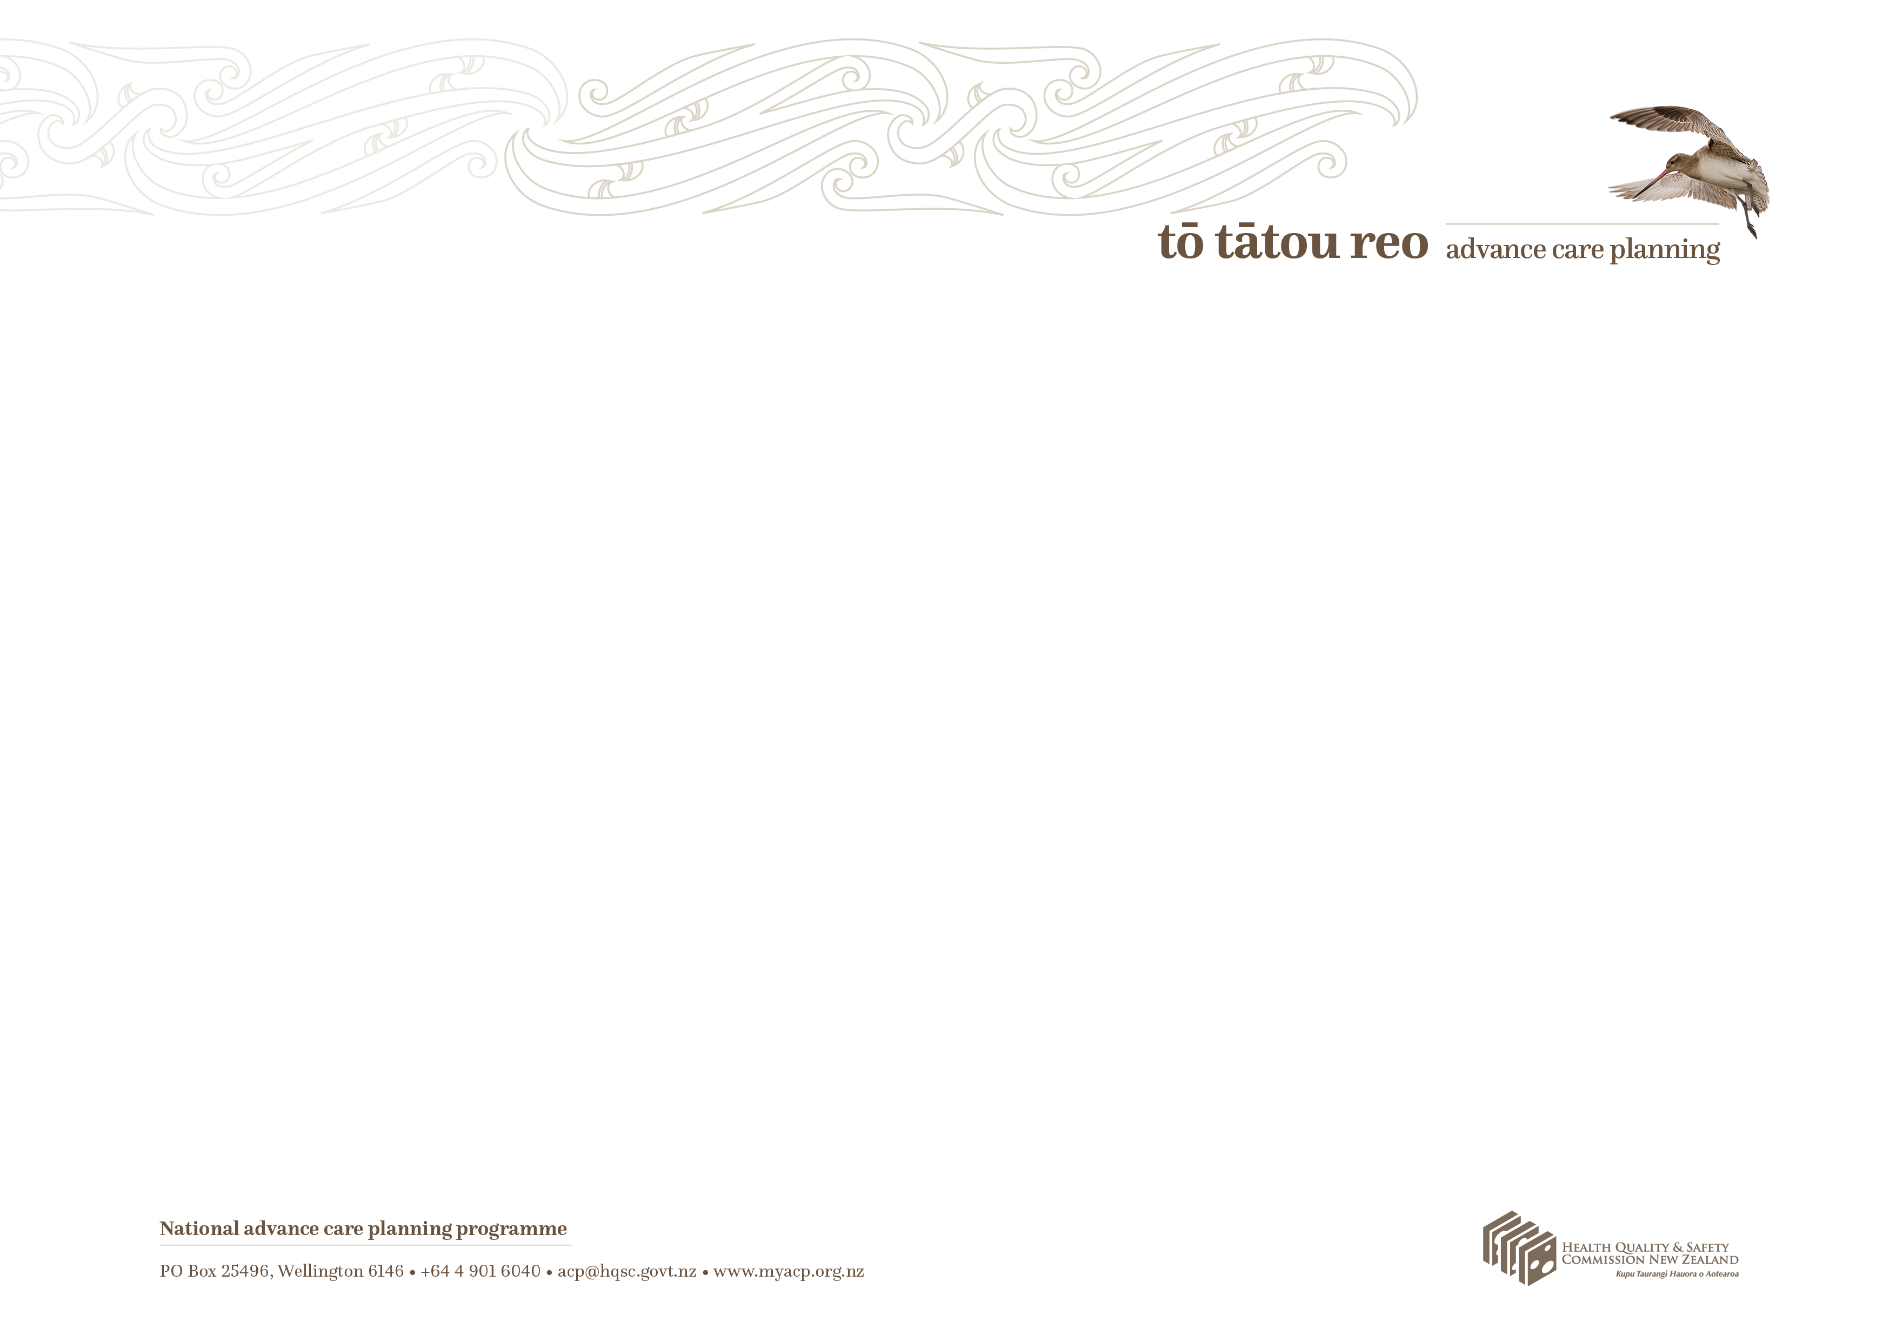 tō tātou reo advance care planning
National advance care planning programme
PO Box 25496, Wellington 6146 • +64 4 901 6040 • acp@hqsc.govt.nz • www.myacp.org.nz
HEALTH QUALITY & SAFETY
COMMISSION NEW ZEALAND
Kupu Taurangi Hauora o Aotearoa